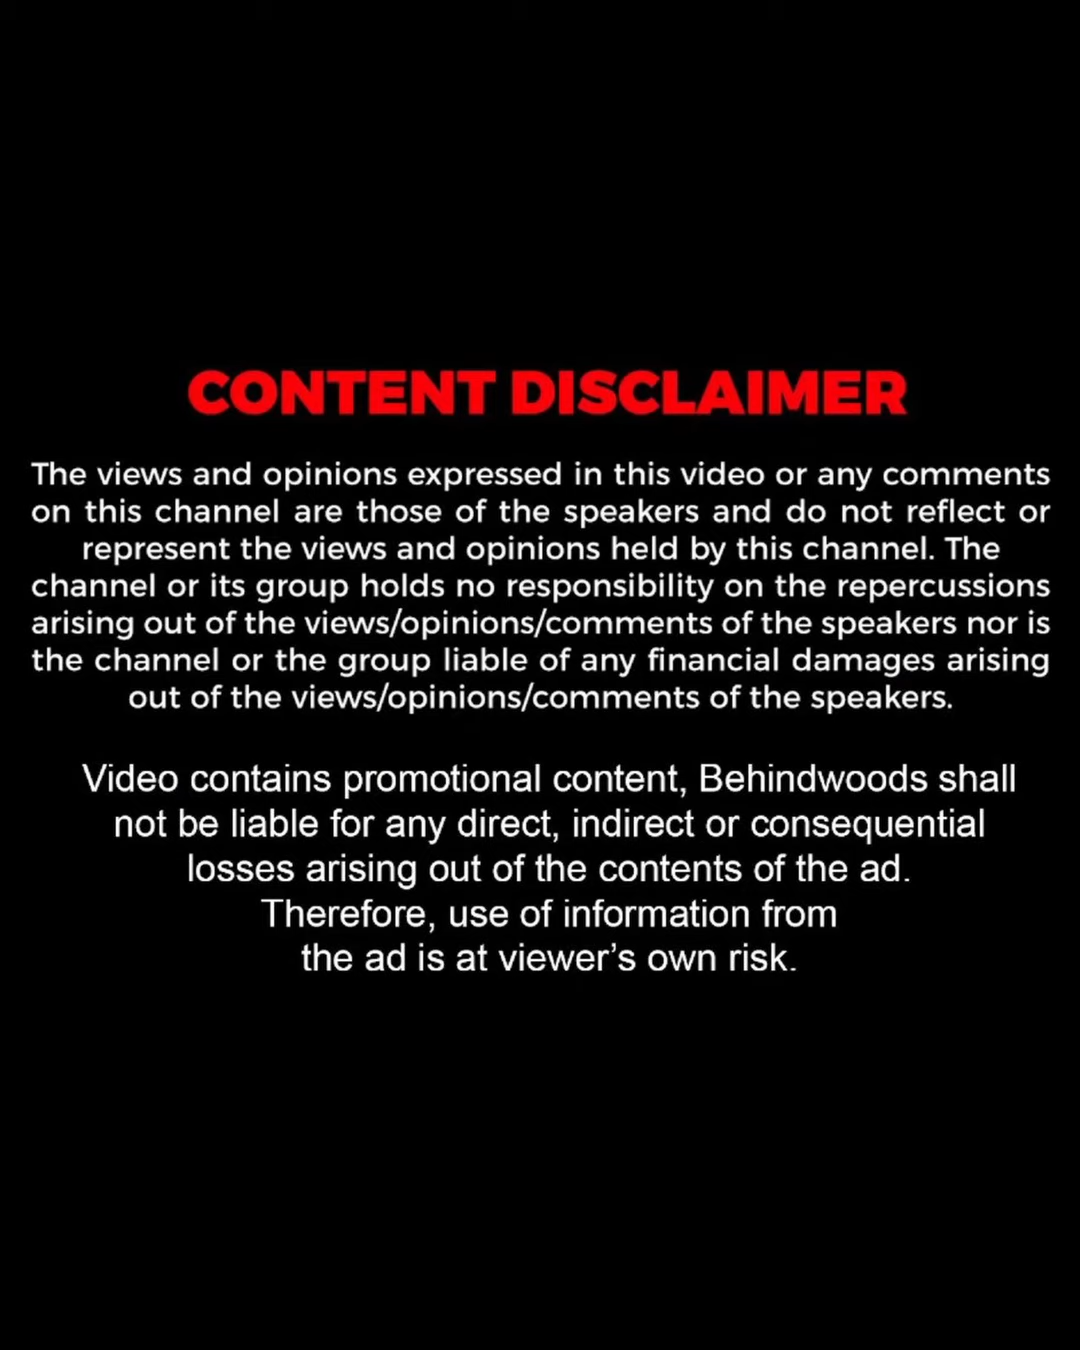 CONTENT DISCLAIMER
The views and opinions expressed in this video or any comments
on this channel are those of the speakers and do not reflect or
represent the views and opinions held by this channel. The
channel or its group holds no responsibility on the repercussions
arising out of the views/opinions/comments of the speakers nor is
the channel or the group liable of any financial damages arising
out of the views/opinions/comments of the speakers.
Video contains promotional content, Behindwoods shall
not be liable for any direct, indirect or consequential
losses arising out of the contents of the ad.
Therefore, use of information from
the ad is at viewer’s own risk.